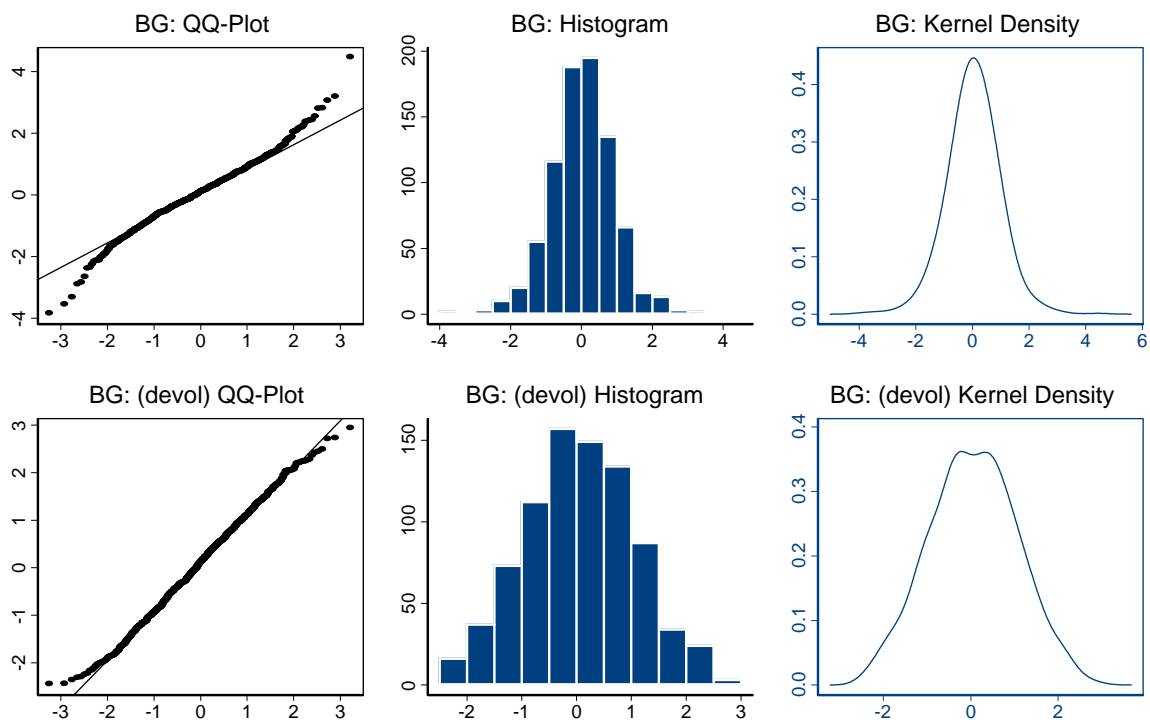 BG: QQ-Plot
BG: Histogram
BG: Kernel Density
4
2
0
-2
-4
-3 -2 -1 0 1 2 3
200
150
100
50
0
-4 -2 0 2 4
0.4
0.3
0.2
0.1
0.0
-4 -2 0 2 4 6
BG: (devol) QQ-Plot
BG: (devol) Histogram
BG: (devol) Kernel Density
3
2
1
0
-1
-2
-3 -2 -1 0 1 2 3
150
100
50
0
-2 -1 0 1 2 3
0.4
0.3
0.2
0.1
0.0
-2 0 2